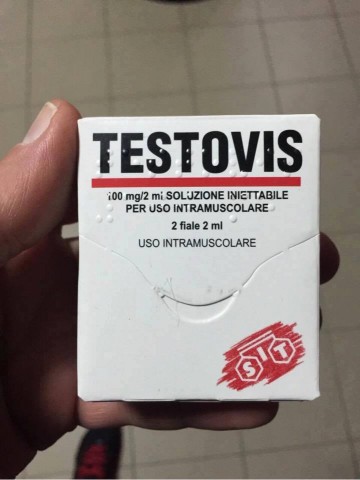 TESTOVIS
100 mg/2 ml SOLUZIONE INIETTABILE
PER USO INTRAMUSCOLARE
2 fiale 2 ml
USO INTRAMUSCOLARE
SIT